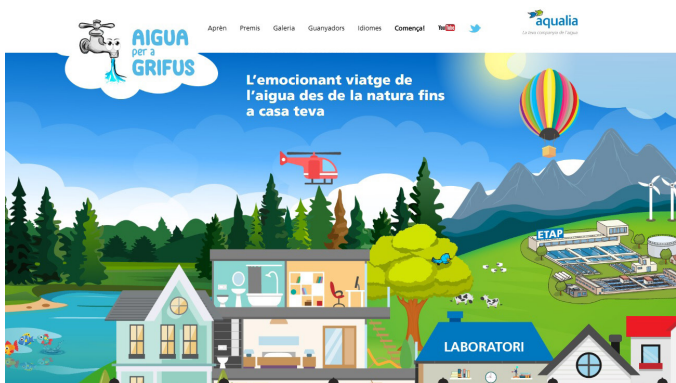 AIGUA
per a
GRIFUS
Aprèn Premis Galeria Guanyadors Idiomes Començal YouTube
aqualia
L'emocionant viatge de
l'aigua des de la natura fins
a casa teva
ETAP
LABORATORI